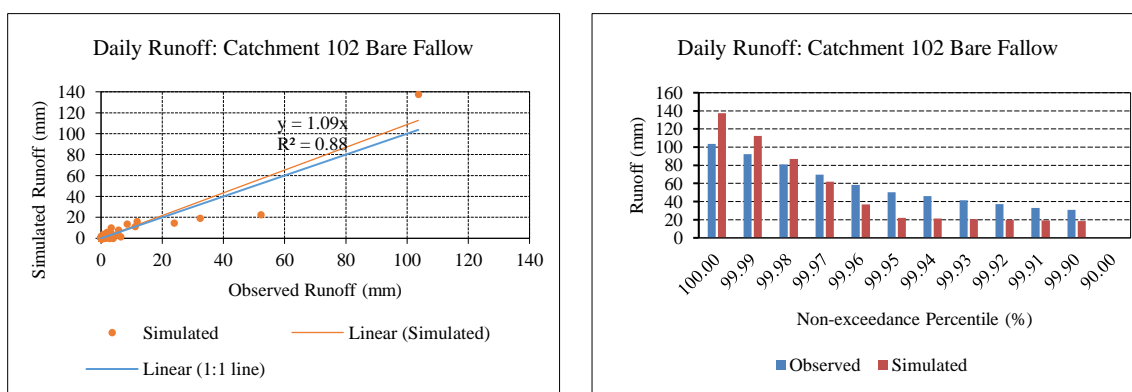 Daily Runoff: Catchment 102 Bare Fallow
Simulated Runoff (mm)
140
120
100
80
60
40
20
0
y = 1.09x
R² = 0.88
0 20 40 60 80 100 120 140
Observed Runoff (mm)
Simulated Linear (Simulated)
Linear (1:1 line)
Daily Runoff: Catchment 102 Bare Fallow
Runoff (mm)
160
140
120
100
80
60
40
20
0
100.00 99.99 99.98 99.97 99.96 99.95 99.94 99.93 99.92 99.91 99.90 90.00
Non-exceedance Percentile (%)
Observed Simulated